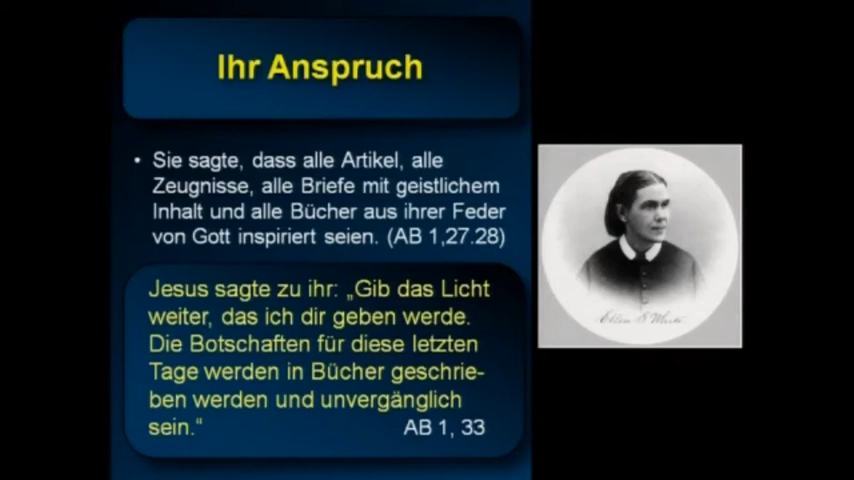 Ihr Anspruch
• Sie sagte, dass alle Artikel, alle
Zeugnisse, alle Briefe mit geistlichem
Inhalt und alle Bücher aus ihrer Feder
von Gott inspiriert seien. (AB 1,27.28)
Jesus sagte zu ihr: „Gib das Licht
weiter, das ich dir geben werde.
Die Botschaften für diese letzten
Tage werden in Bücher geschrie-
ben werden und unvergänglich
sein.“ AB 1, 33
Ellen G White